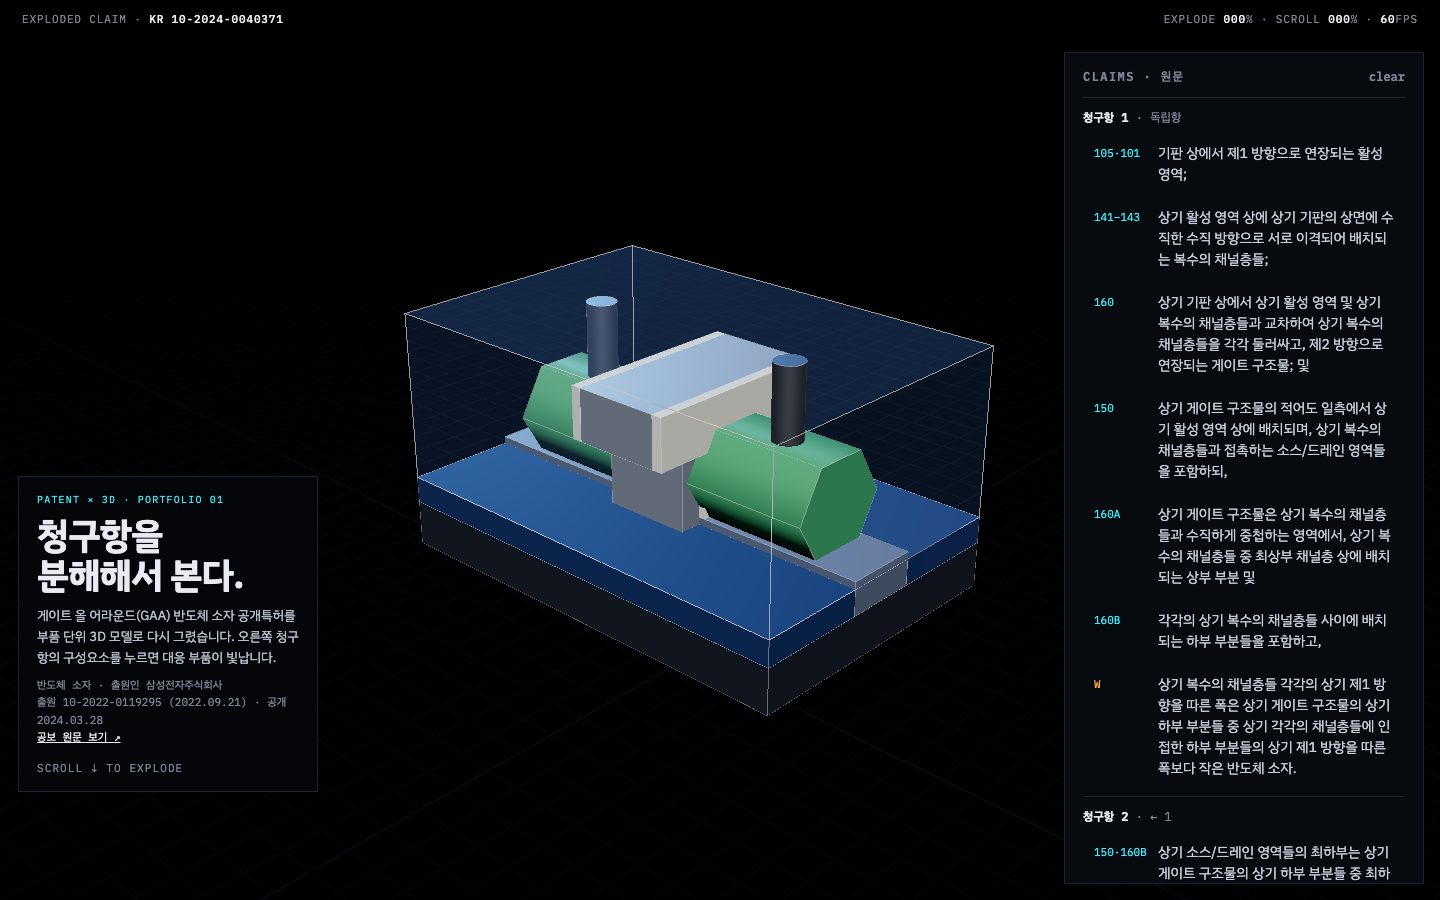 EXPLODED CLAIM · KR 10-2024-0040371
EXPLODE 000% · SCROLL 000% · 60FPS
PATENT × 3D · PORTFOLIO 01
청구항을
분해해서 본다.
게이트 올 어라운드(GAA) 반도체 소자 공개특허를
부품 단위 3D 모델로 다시 그렸습니다. 오른쪽 청구
항의 구성요소를 누르면 대응 부품이 빛납니다.
반도체 소자 · 출원인 삼성전자주식회사
출원 10-2022-0119295 (2022.09.21) · 공개
2024.03.28
공보 원문 보기 ↗
SCROLL ↓ TO EXPLODE
CLAIMS · 원문 clear
청구항 1 · 독립항
105·101 기판 상에서 제1 방향으로 연장되는 활성
영역;
141–143 상기 활성 영역 상에 상기 기판의 상면에 수
직한 수직 방향으로 서로 이격되어 배치되
는 복수의 채널층들;
160 상기 기판 상에서 상기 활성 영역 및 상기
복수의 채널층들과 교차하여 상기 복수의
채널층들을 각각 둘러싸고, 제2 방향으로
연장되는 게이트 구조물; 및
150 상기 게이트 구조물의 적어도 일측에서 상
기 활성 영역 상에 배치되며, 상기 복수의
채널층들과 접촉하는 소스/드레인 영역들
을 포함하되,
160A 상기 게이트 구조물은 상기 복수의 채널층
들과 수직하게 중첩하는 영역에서, 상기 복
수의 채널층들 중 최상부 채널층 상에 배치
되는 상부 부분 및
160B 각각의 상기 복수의 채널층들 사이에 배치
되는 하부 부분들을 포함하고,
W 상기 복수의 채널층들 각각의 상기 제1 방
향을 따른 폭은 상기 게이트 구조물의 상기
하부 부분들 중 상기 각각의 채널층들에 인
접한 하부 부분들의 상기 제1 방향을 따른
폭보다 작은 반도체 소자.
청구항 2 · ← 1
150·160B 상기 소스/드레인 영역들의 최하부는 상기
게이트 구조물의 상기 하부 부분들 중 최하